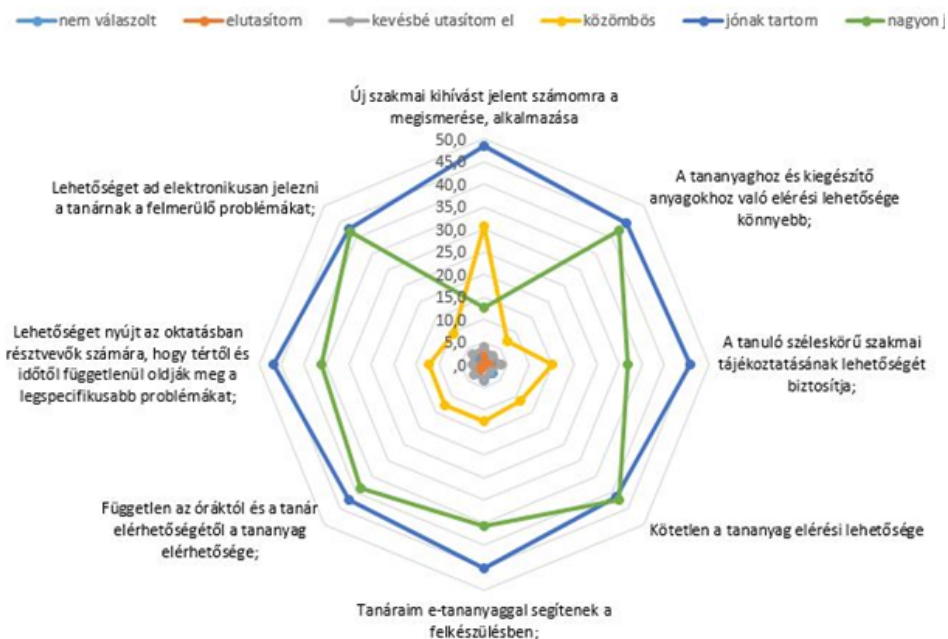 nem válaszolt elutasítom kevésbé utasítom el közömbös jónak tartom nagyon j
Új szakmai kihívást jelent számomra a
megismerése, alkalmazása
50,0
45,0
40,0
35,0
30,0
25,0
20,0
15,0
10,0
5,0
,0
A tananyaghoz és kiegészítő
anyagokhoz való elérési lehetősége
könnyebb;
A tanuló széleskörű szakmai
tájékoztatásának lehetőségét
biztosítja;
Kötetlen a tananyag elérési lehetősége
Tanáraim e-tananyaggal segítenek a
felkészülésben;
Független az óráktól és a tanár
elérhetőségétől a tananyag
elérhetősége;
Lehetőséget nyújt az oktatásban
résztvevők számára, hogy tértől és
időtől függetlenül oldják meg a
legspecifikusabb problémákat;
Lehetőséget ad elektronikusan jelezni
a tanárnak a felmerülő problémákat;